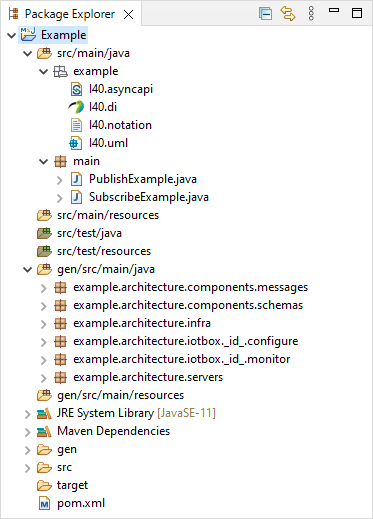 Package Explorer
Example
src/main/java
example
I40.asyncapi
I40.di
I40.notation
I40.uml
main
PublishExample.java
SubscribeExample.java
src/main/resources
src/test/java
src/test/resources
gen/src/main/java
example.architecture.components.messages
example.architecture.components.schemas
example.architecture.infra
example.architecture.iotbox._id_.configure
example.architecture.iotbox._id_.monitor
example.architecture.servers
gen/src/main/resources
JRE System Library [JavaSE-11]
Maven Dependencies
gen
src
target
pom.xml